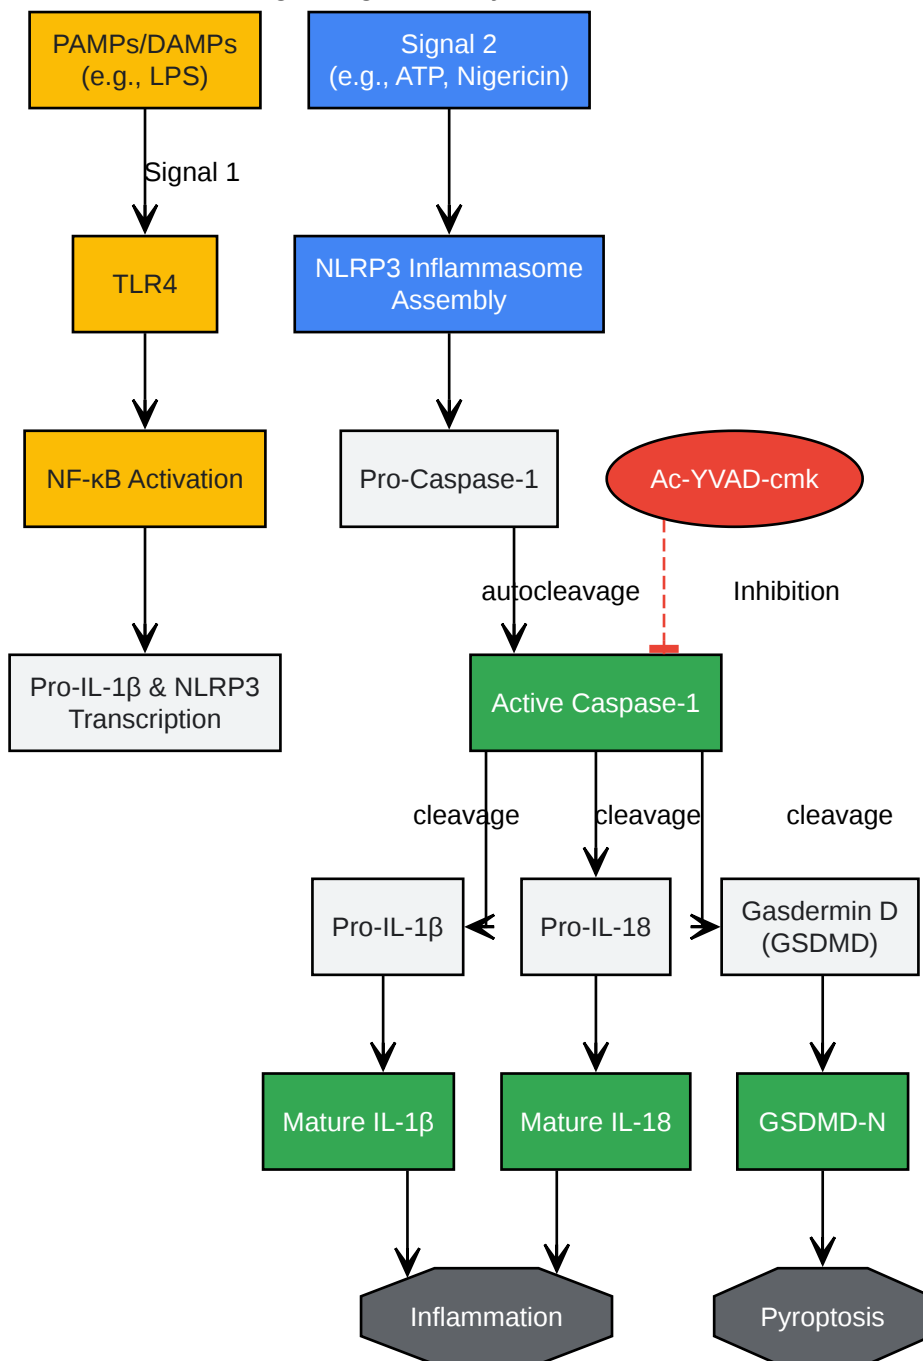 PAMPs/DAMPs
(e.g., LPS)
Signal 2
(e.g., ATP, Nigericin)
Signal 1
TLR4
NLRP3 Inflammasome
Assembly
NF-κB Activation
Pro-Caspase-1
Ac-YVAD-cmk
autocleavage
Inhibition
Pro-IL-1β & NLRP3
Transcription
Active Caspase-1
cleavage
cleavage
cleavage
Pro-IL-1β
Pro-IL-18
Gasdermin D
(GSDMD)
Mature IL-1β
Mature IL-18
GSDMD-N
Inflammation
Pyroptosis